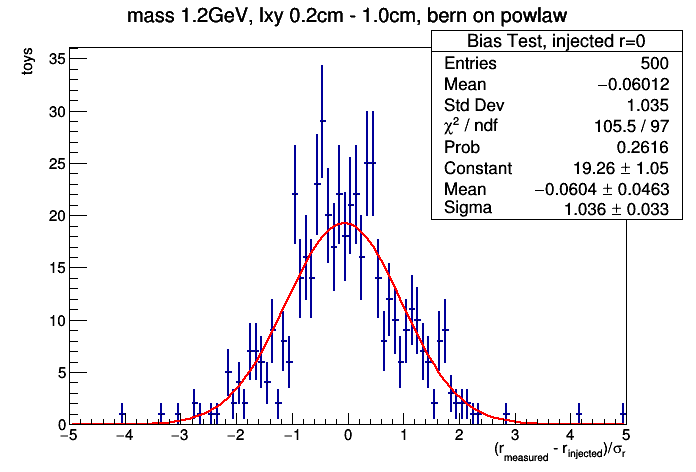 mass 1.2GeV, lxy 0.2cm - 1.0cm, bern on powlaw
Bias Test, injected r=0
Entries 500
Mean −0.06012
Std Dev 1.035
χ² / ndf 105.5 / 97
Prob 0.2616
Constant 19.26 ± 1.05
Mean −0.0604 ± 0.0463
Sigma 1.036 ± 0.033
toys
35
30
25
20
15
10
5
0
−5 −4 −3 −2 −1 0 1 2 3 4 5
(r_measured - r_injected)/σ_r